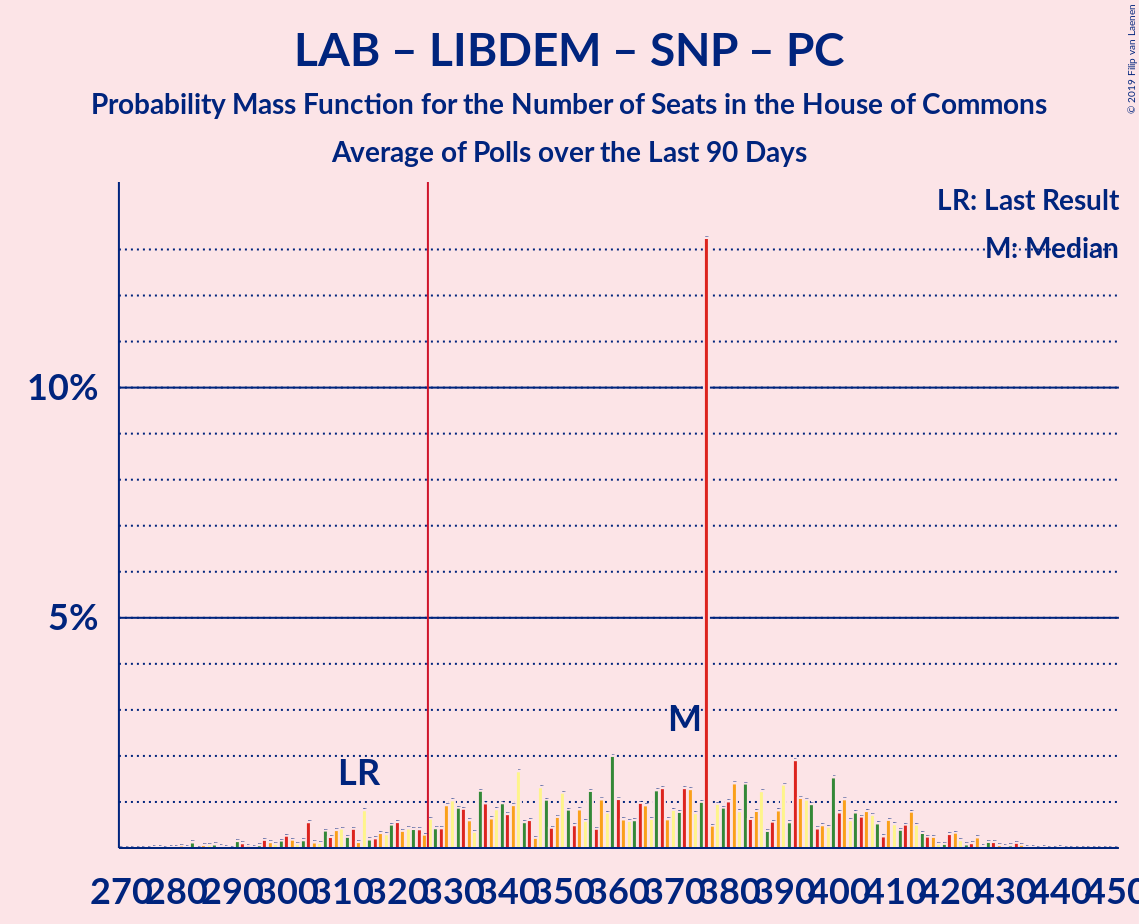 LAB – LIBDEM – SNP – PC
Probability Mass Function for the Number of Seats in the House of Commons
Average of Polls over the Last 90 Days
© 2019 Filip van Laenen
LR: Last Result
M: Median
10%
5%
M
LR
270 280 290 300 310 320 330 340 350 360 370 380 390 400 410 420 430 440 450